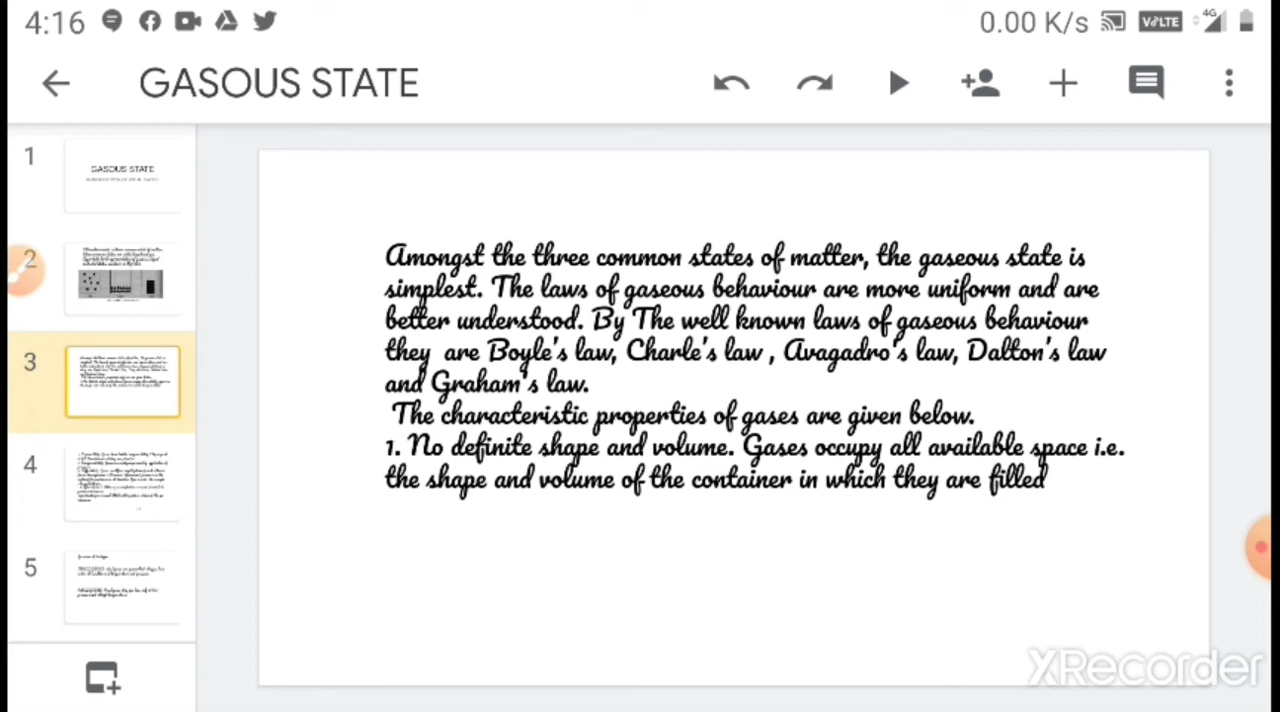 4:16
0.00 K/s
VoLTE
4G
GASOUS STATE
1
GASOUS STATE
2
3
4
5
Amongst the three common states of matter, the gaseous state is
simplest. The laws of gaseous behaviour are more uniform and are
better understood. By The well known laws of gaseous behaviour
they are Boyle's law, Charle's law , Avagadro's law, Dalton's law
and Graham's law.
The characteristic properties of gases are given below.
1. No definite shape and volume. Gases occupy all available space i.e.
the shape and volume of the container in which they are filled
XRecorder